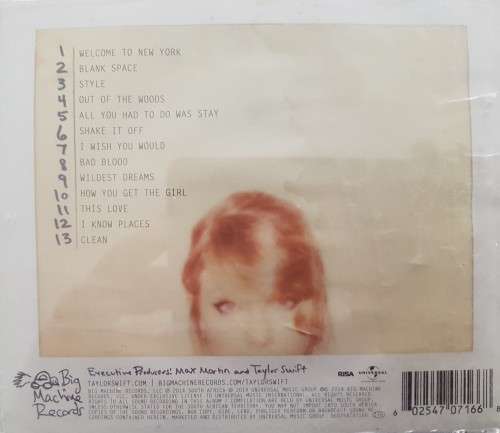 1 WELCOME TO NEW YORK
2 BLANK SPACE
3 STYLE
4 OUT OF THE WOODS
5 ALL YOU HAD TO DO WAS STAY
6 SHAKE IT OFF
7 I WISH YOU WOULD
8 BAD BLOOD
9 WILDEST DREAMS
10 HOW YOU GET THE GIRL
11 THIS LOVE
12 I KNOW PLACES
13 CLEAN
Executive Producers: Max Martin and Taylor Swift
TAYLORSWIFT.COM | BIGMACHINERECORDS.COM/TAYLORSWIFT
Big
Machine
Records
RISA
UNIVERSAL
6 02547 07166 8